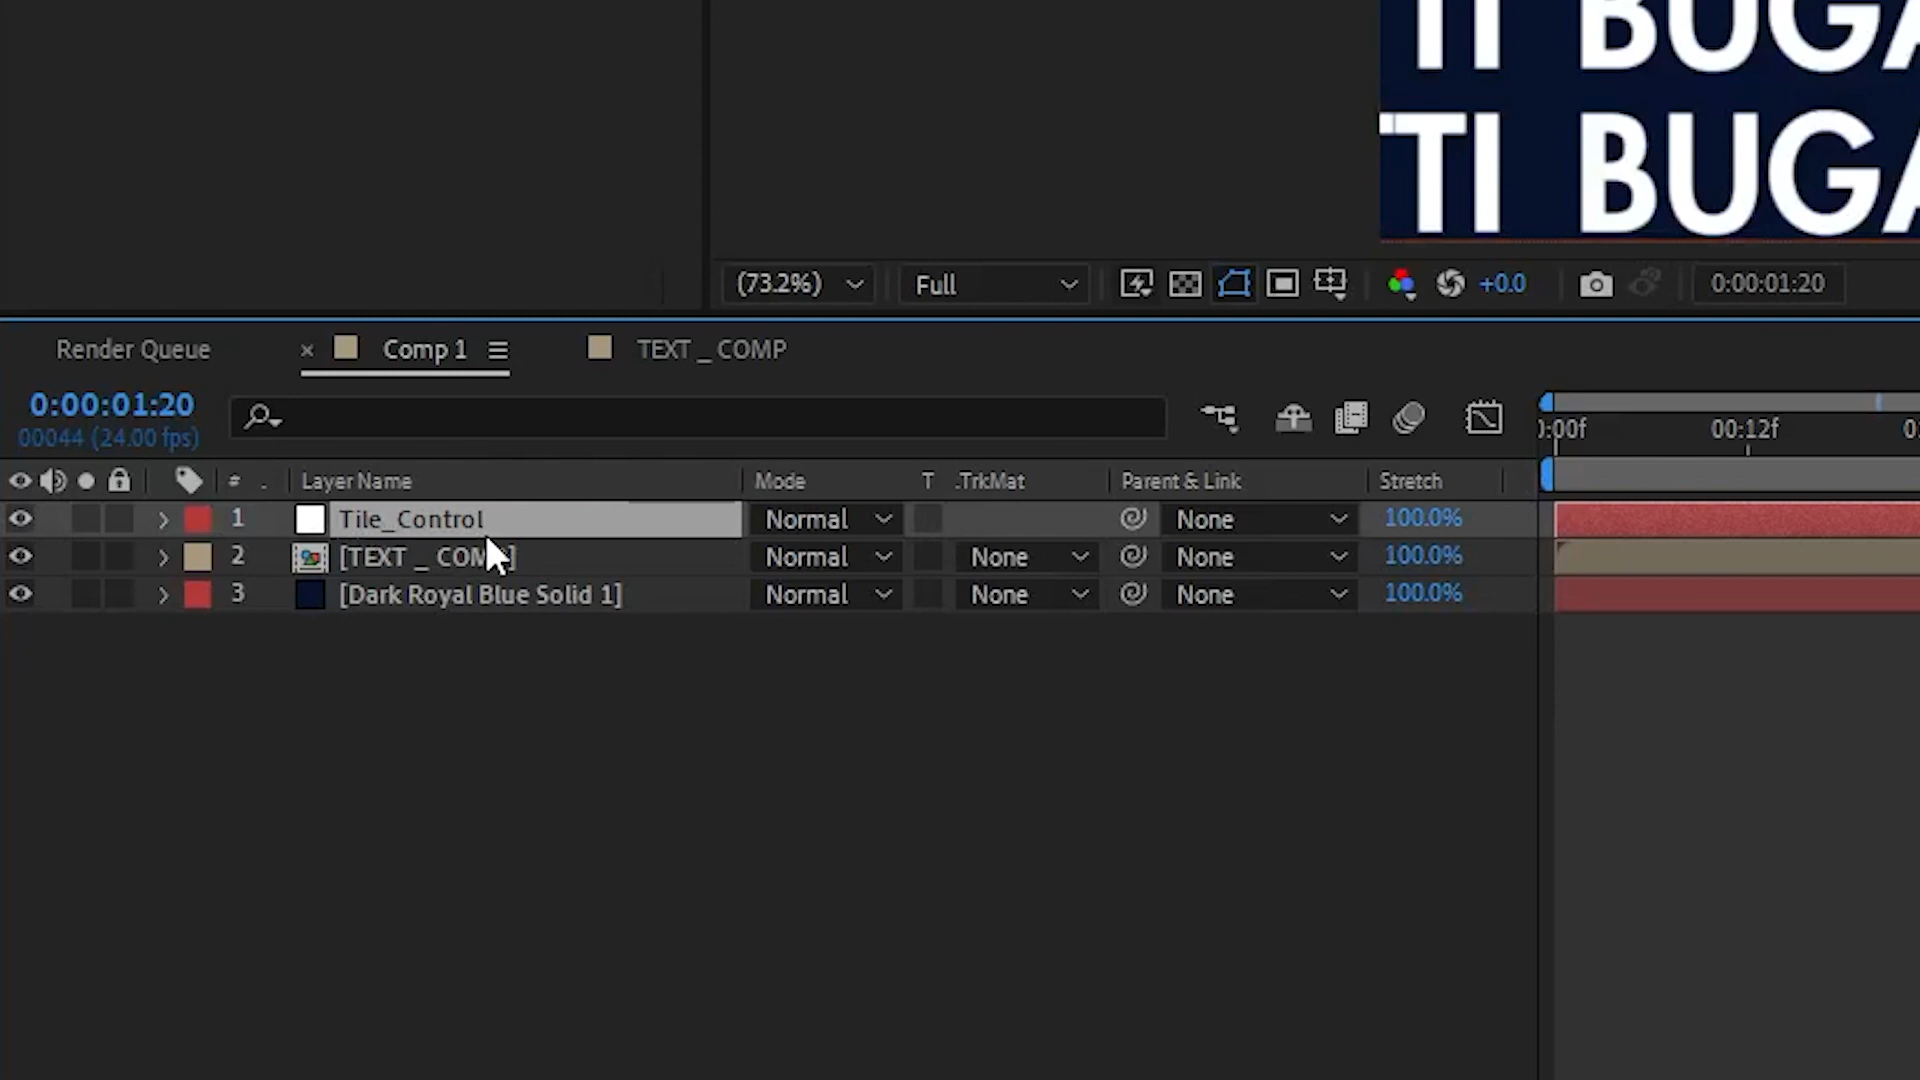 TI BUGA
TI BUGA
(73.2%) Full +0.0 0:00:01:20
Render Queue × Comp 1 TEXT _ COMP
0:00:01:20
00044 (24.00 fps)
:00f 00:12f 0
# . Layer Name Mode T .TrkMat Parent & Link Stretch
1 Tile_Control Normal None 100.0%
2 [TEXT _ COM ] Normal None None 100.0%
3 [Dark Royal Blue Solid 1] Normal None None 100.0%